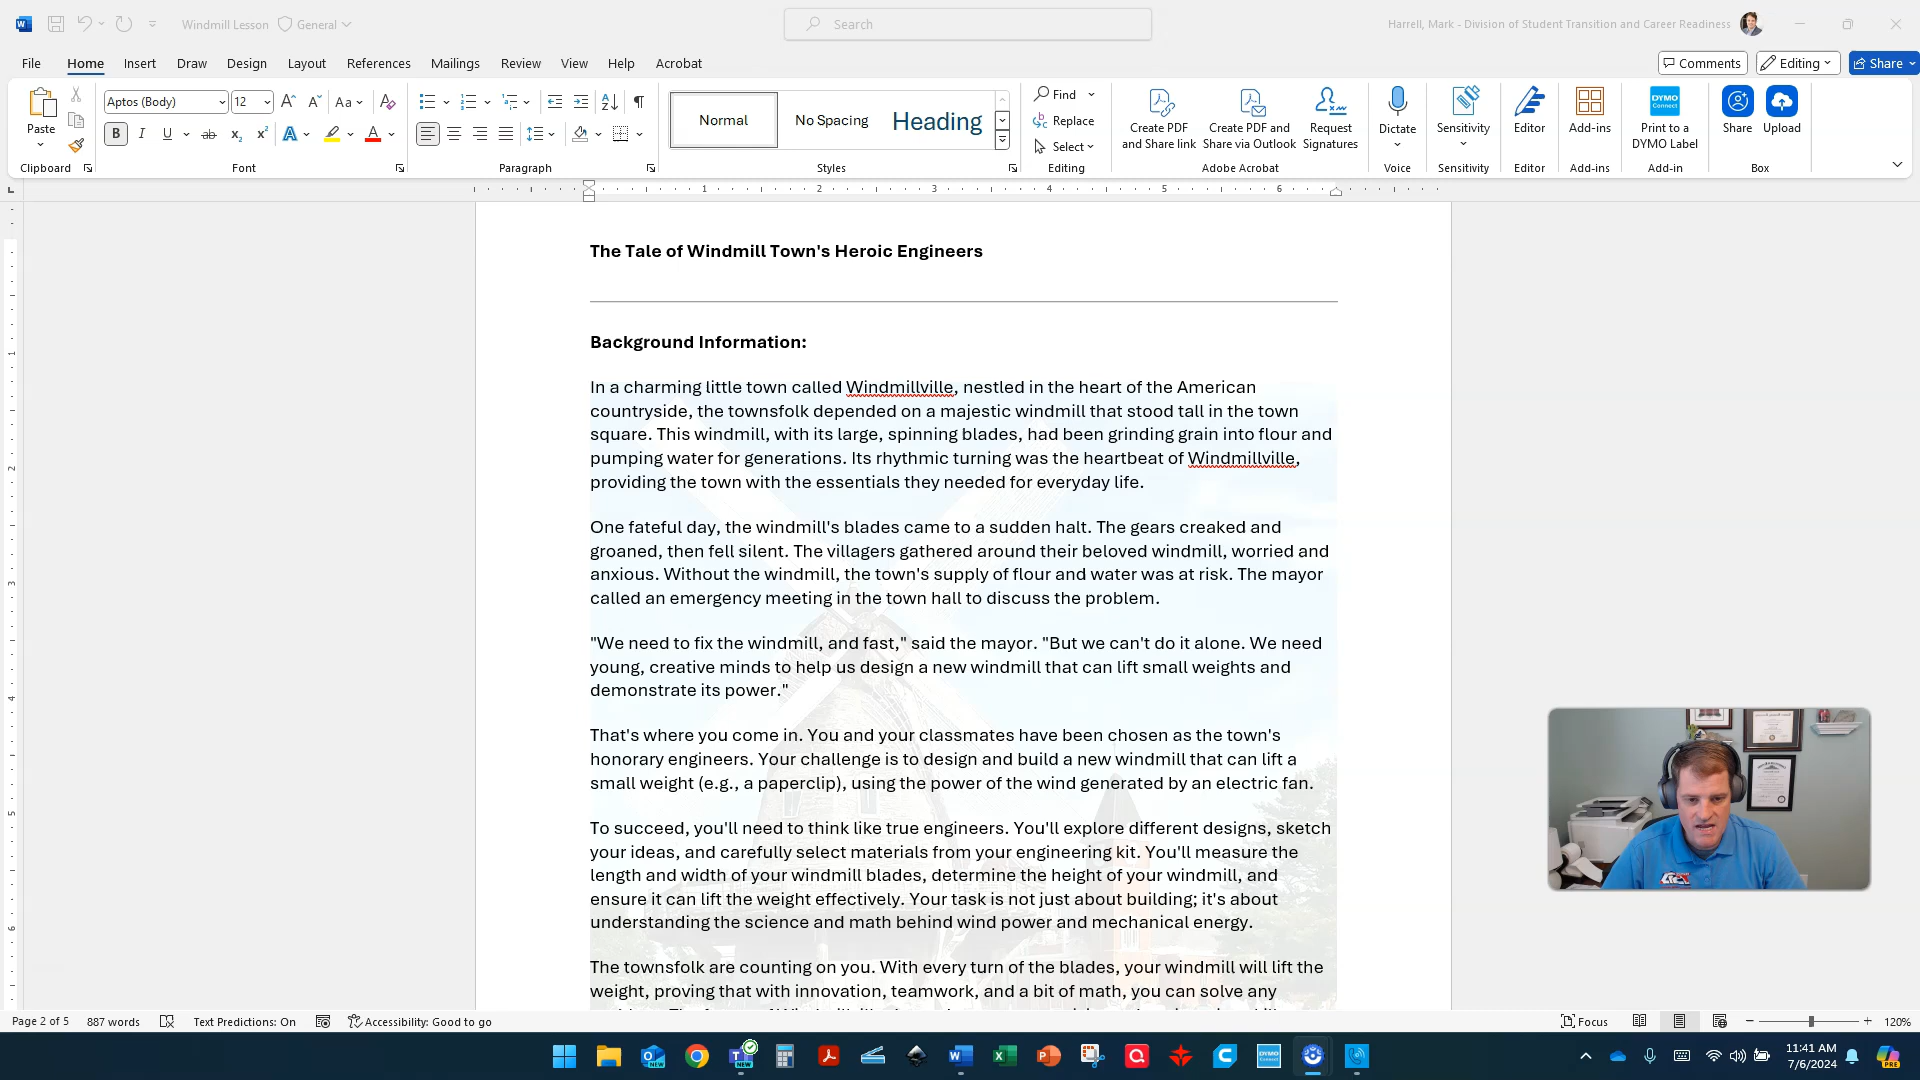 Windmill Lesson General
Search
Harrell, Mark - Division of Student Transition and Career Readiness
File Home Insert Draw Design Layout References Mailings Review View Help Acrobat
Comments Editing Share
Paste
Clipboard
Aptos (Body) 12
Font
Paragraph
Normal No Spacing Heading
Styles
Find
Replace
Select
Editing
Create PDF and Share link
Create PDF and Share via Outlook
Request Signatures
Adobe Acrobat
Dictate
Voice
Sensitivity
Sensitivity
Editor
Editor
Add-ins
Add-ins
DYMO Connect
Print to a DYMO Label
Add-in
Share Upload
Box
1 2 3 4 5 6
The Tale of Windmill Town's Heroic Engineers
Background Information:
In a charming little town called Windmillville, nestled in the heart of the American
countryside, the townsfolk depended on a majestic windmill that stood tall in the town
square. This windmill, with its large, spinning blades, had been grinding grain into flour and
pumping water for generations. Its rhythmic turning was the heartbeat of Windmillville,
providing the town with the essentials they needed for everyday life.
One fateful day, the windmill's blades came to a sudden halt. The gears creaked and
groaned, then fell silent. The villagers gathered around their beloved windmill, worried and
anxious. Without the windmill, the town's supply of flour and water was at risk. The mayor
called an emergency meeting in the town hall to discuss the problem.
"We need to fix the windmill, and fast," said the mayor. "But we can't do it alone. We need
young, creative minds to help us design a new windmill that can lift small weights and
demonstrate its power."
That's where you come in. You and your classmates have been chosen as the town's
honorary engineers. Your challenge is to design and build a new windmill that can lift a
small weight (e.g., a paperclip), using the power of the wind generated by an electric fan.
To succeed, you'll need to think like true engineers. You'll explore different designs, sketch
your ideas, and carefully select materials from your engineering kit. You'll measure the
length and width of your windmill blades, determine the height of your windmill, and
ensure it can lift the weight effectively. Your task is not just about building; it's about
understanding the science and math behind wind power and mechanical energy.
The townsfolk are counting on you. With every turn of the blades, your windmill will lift the
weight, proving that with innovation, teamwork, and a bit of math, you can solve any
Page 2 of 5 887 words Text Predictions: On Accessibility: Good to go
Focus 120%
11:41 AM
7/6/2024